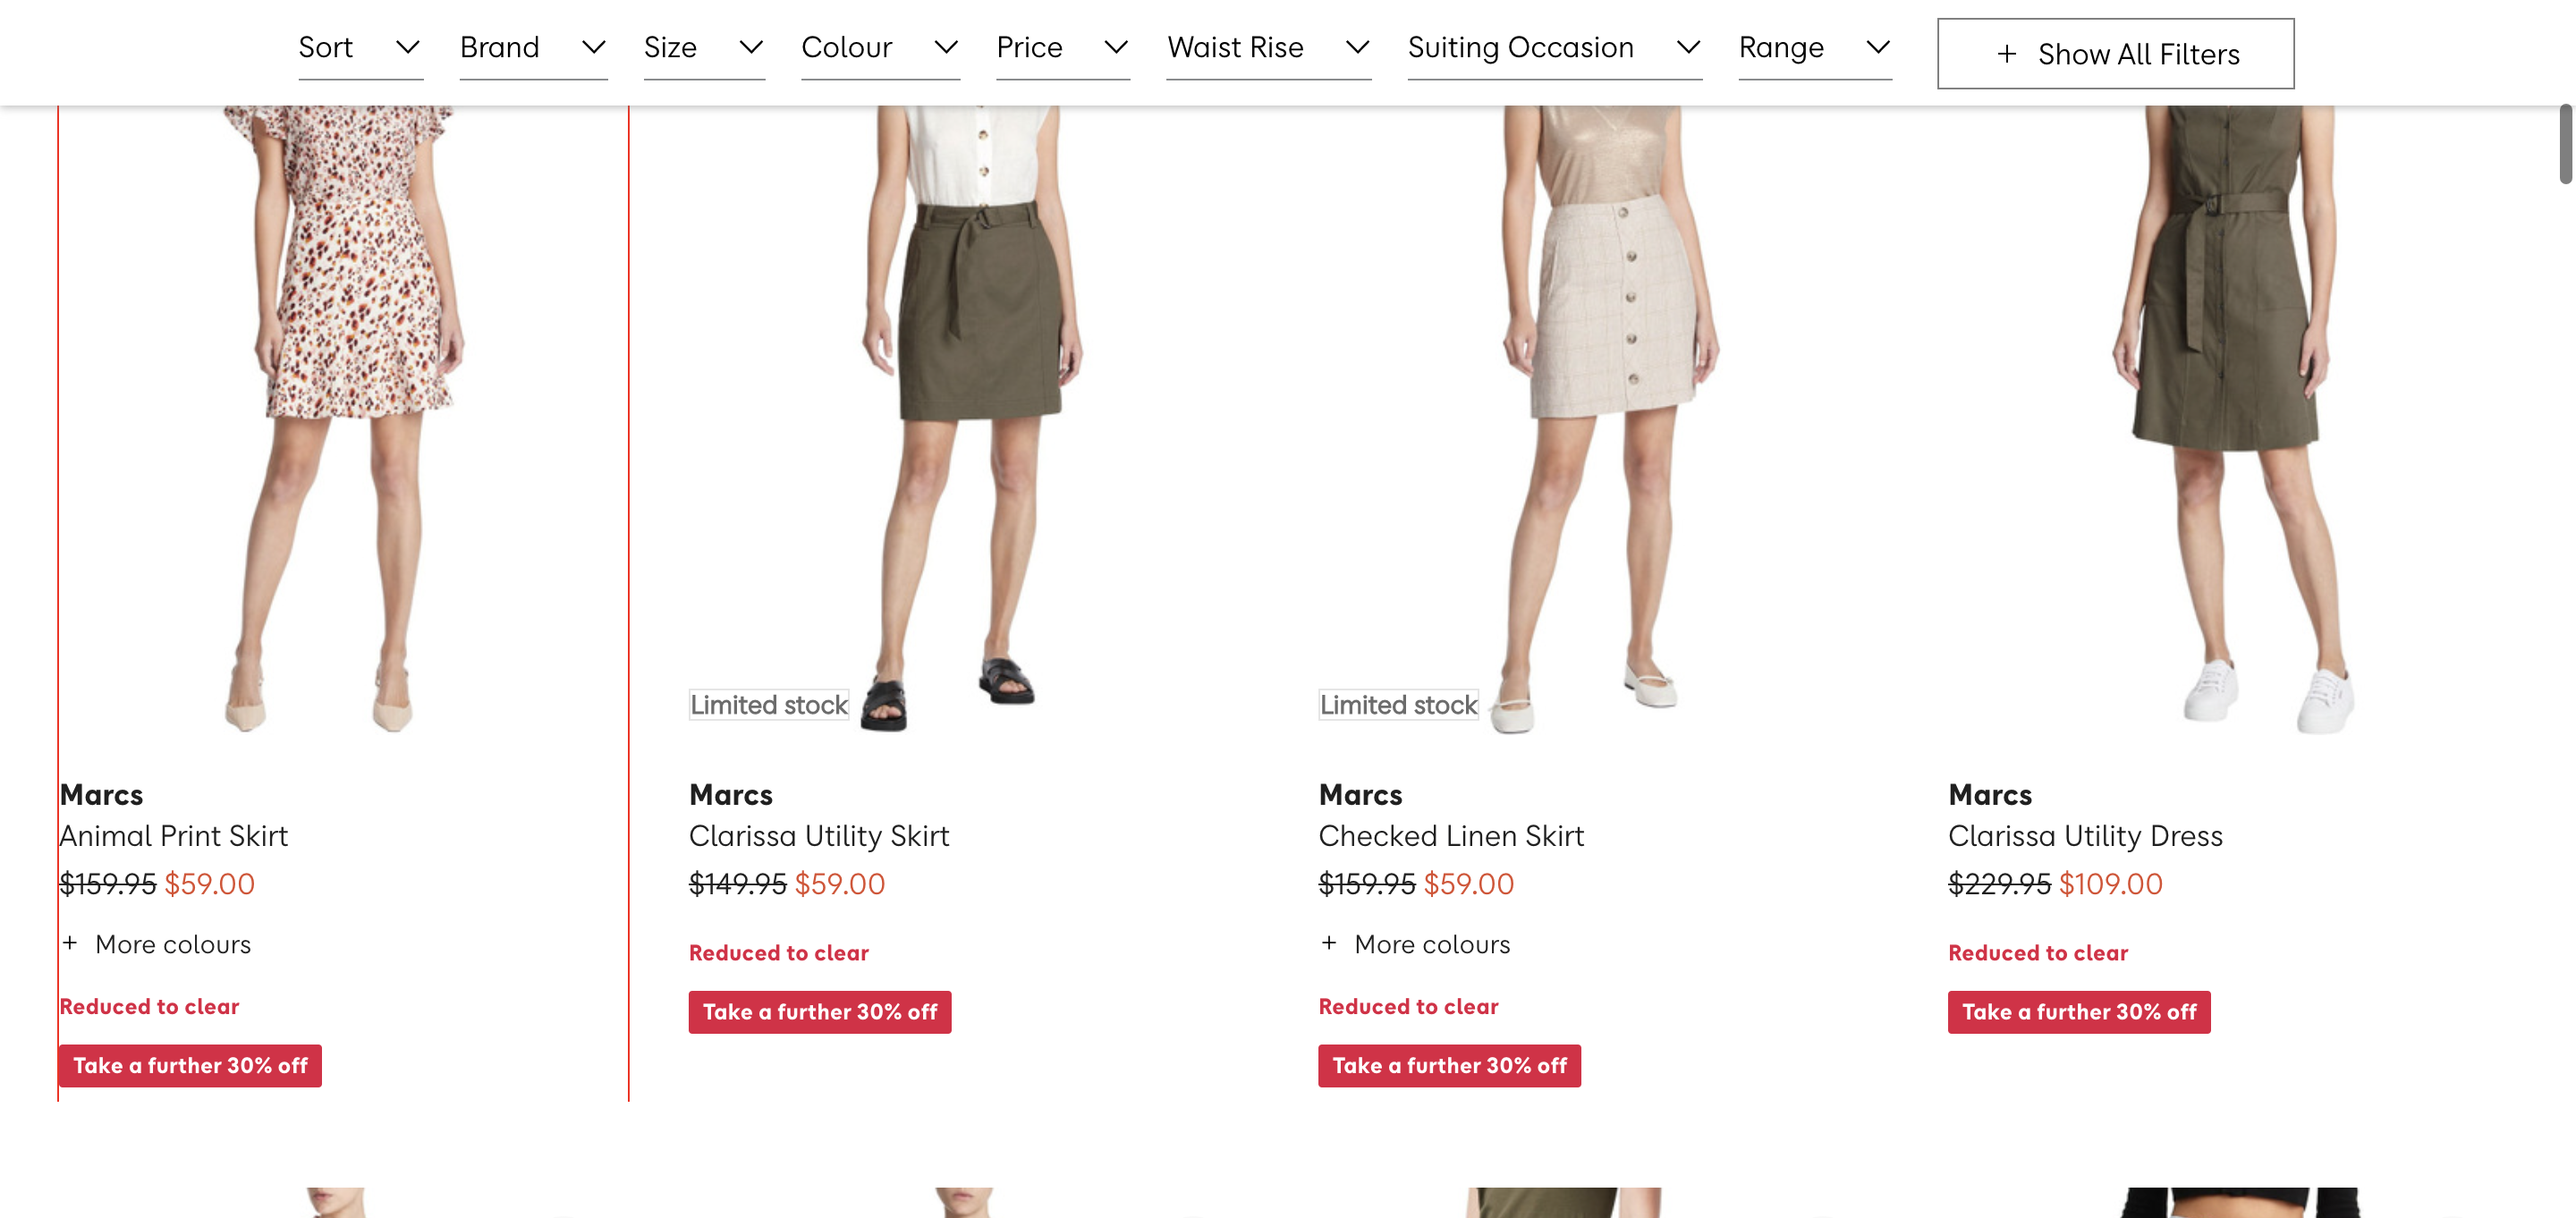 Sort Brand Size Colour Price Waist Rise Suiting Occasion Range + Show All Filters
Limited stock
Limited stock
Marcs
Animal Print Skirt
$159.95 $59.00
+ More colours
Reduced to clear
Take a further 30% off
Marcs
Clarissa Utility Skirt
$149.95 $59.00
Reduced to clear
Take a further 30% off
Marcs
Checked Linen Skirt
$159.95 $59.00
+ More colours
Reduced to clear
Take a further 30% off
Marcs
Clarissa Utility Dress
$229.95 $109.00
Reduced to clear
Take a further 30% off